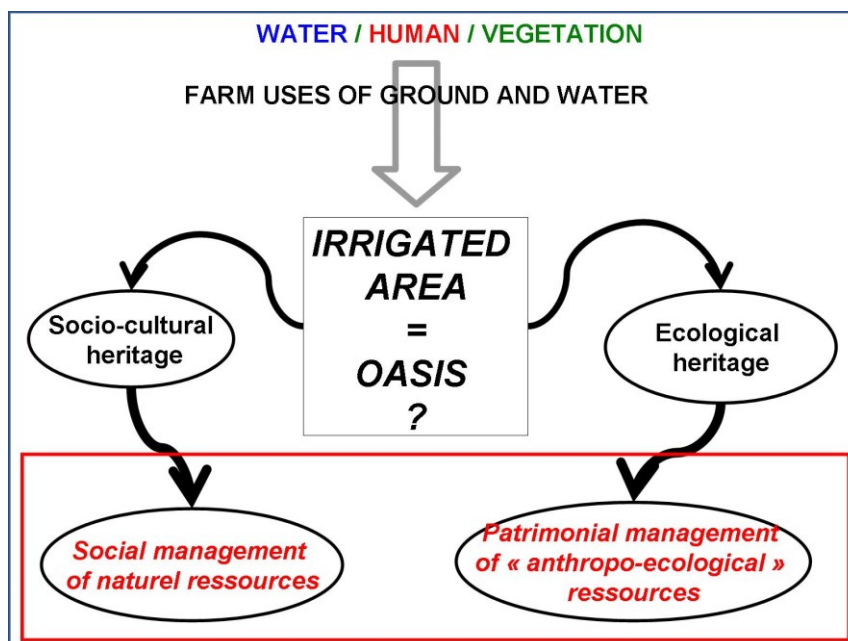 WATER / HUMAN / VEGETATION
FARM USES OF GROUND AND WATER
IRRIGATED
AREA
=
OASIS
?
Socio-cultural
heritage
Ecological
heritage
Social management
of naturel ressources
Patrimonial management
of « anthropo-ecological »
ressources